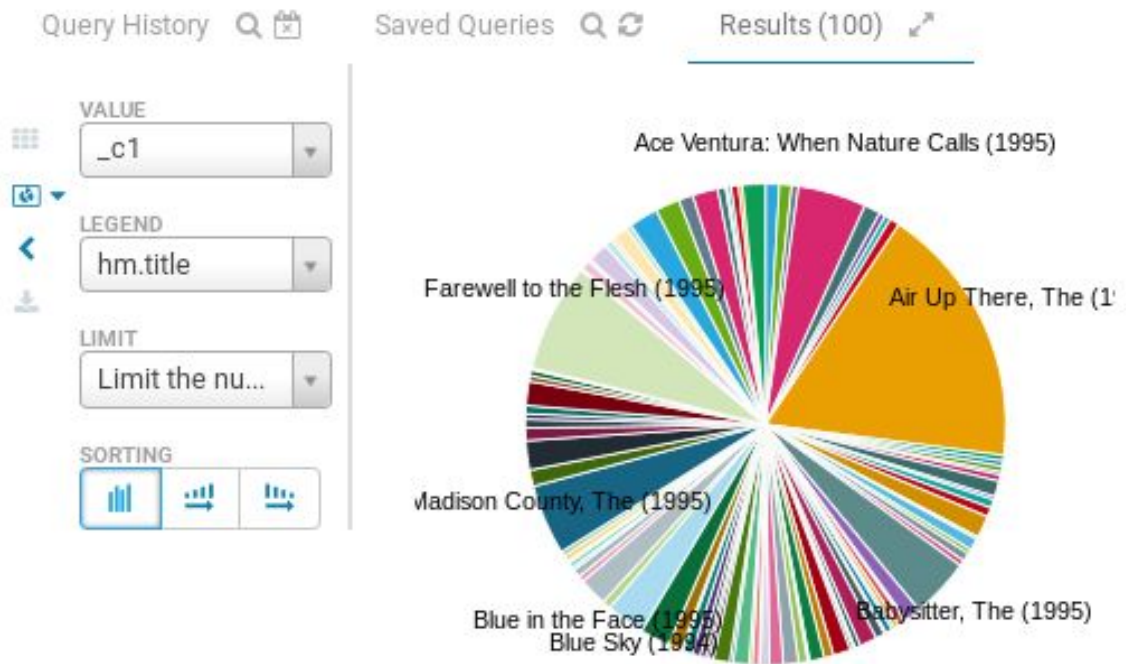 Query History
Saved Queries
Results (100)
VALUE
_c1
LEGEND
hm.title
LIMIT
Limit the nu...
SORTING
Ace Ventura: When Nature Calls (1995)
Farewell to the Flesh (1995)
Air Up There, The (1
Madison County, The (1995)
Babysitter, The (1995)
Blue in the Face (1995)
Blue Sky (1994)